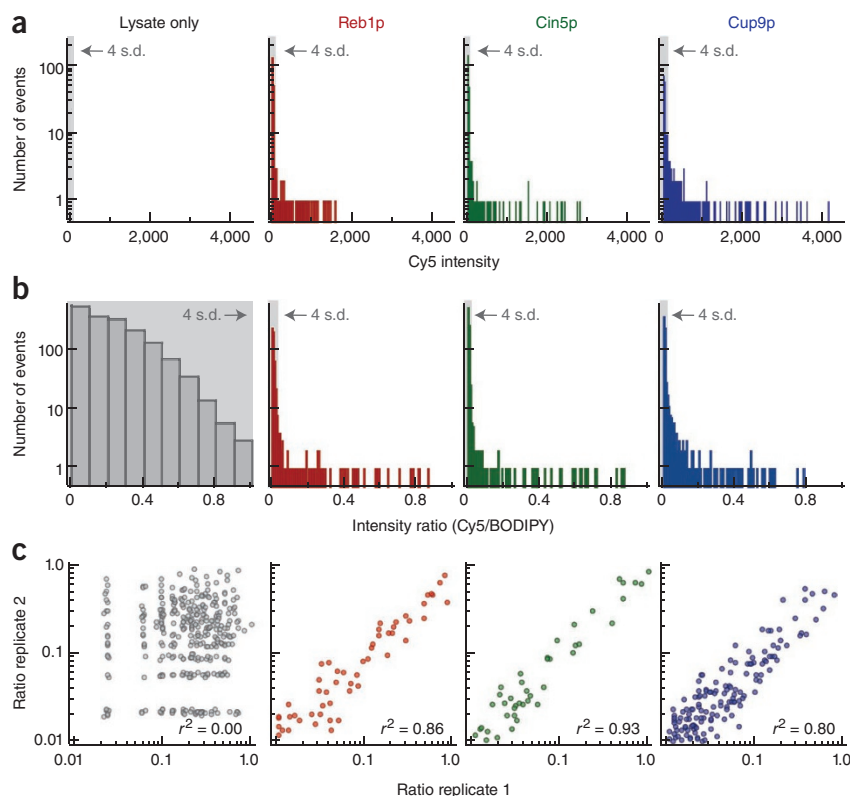 a
Lysate only
Reb1p
Cin5p
Cup9p
4 s.d.
4 s.d.
4 s.d.
4 s.d.
Number of events
100
10
1
0
2,000
4,000
0
2,000
4,000
0
2,000
4,000
0
2,000
4,000
Cy5 intensity
b
4 s.d.
4 s.d.
4 s.d.
4 s.d.
Number of events
100
10
1
0
0.4
0.8
0
0.4
0.8
0
0.4
0.8
0
0.4
0.8
Intensity ratio (Cy5/BODIPY)
c
Ratio replicate 2
1.0
0.1
0.01
r² = 0.00
r² = 0.86
r² = 0.93
r² = 0.80
0.01
0.1
1.0
0.1
1.0
0.1
1.0
0.1
1.0
Ratio replicate 1